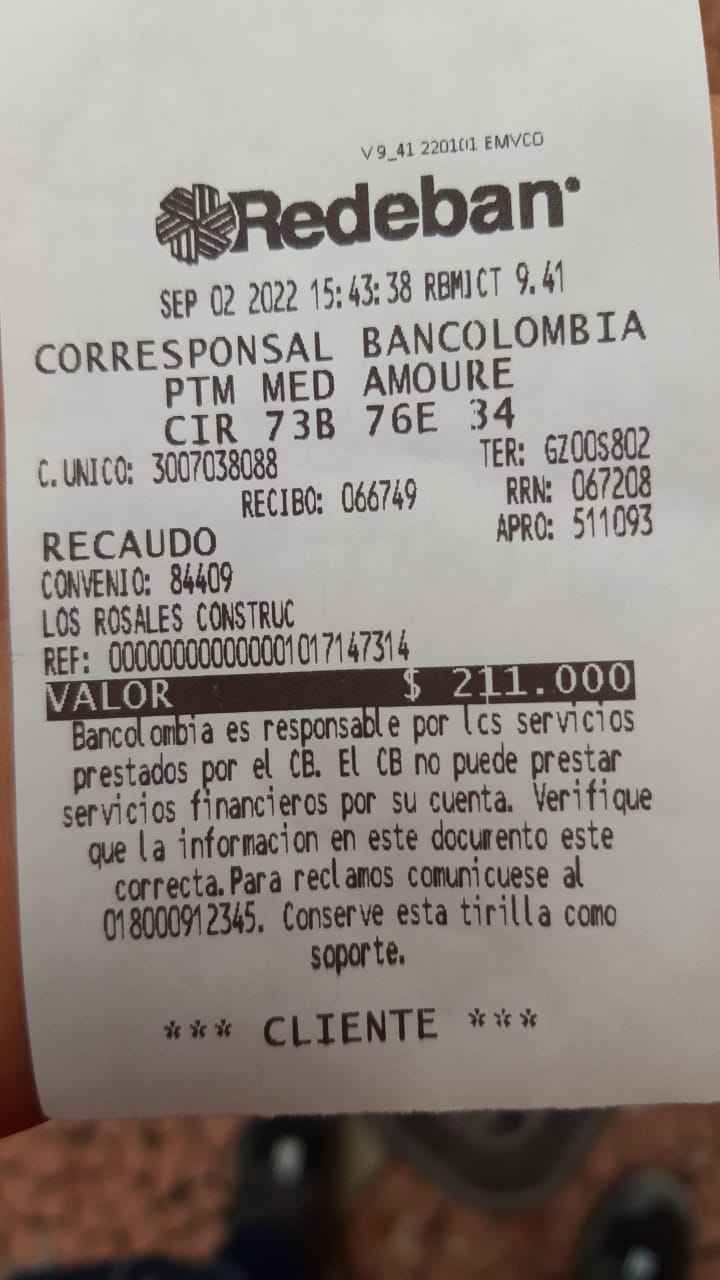 V9_41 220101 EMVCO
Redeban
SEP 02 2022 15:43:38 RBMICT 9.41
CORRESPONSAL BANCOLOMBIA
PTM MED AMOURE
CIR 73B 76E 34
C.UNICO: 3007038088 TER: GZ00S802
RECIBO: 066749 RRN: 067208
RECAUDO APRO: 511093
CONVENIO: 84409
LOS ROSALES CONSTRUC
REF: 00000000000001017147314
VALOR $ 211.000
Bancolombia es responsable por lcs servicios
prestados por el CB. El CB no puede prestar
servicios financieros por su cuenta. Verifique
que la informacion en este documento este
correcta.Para reclamos comunicuese al
018000912345. Conserve esta tirilla como
soporte.
*** CLIENTE ***